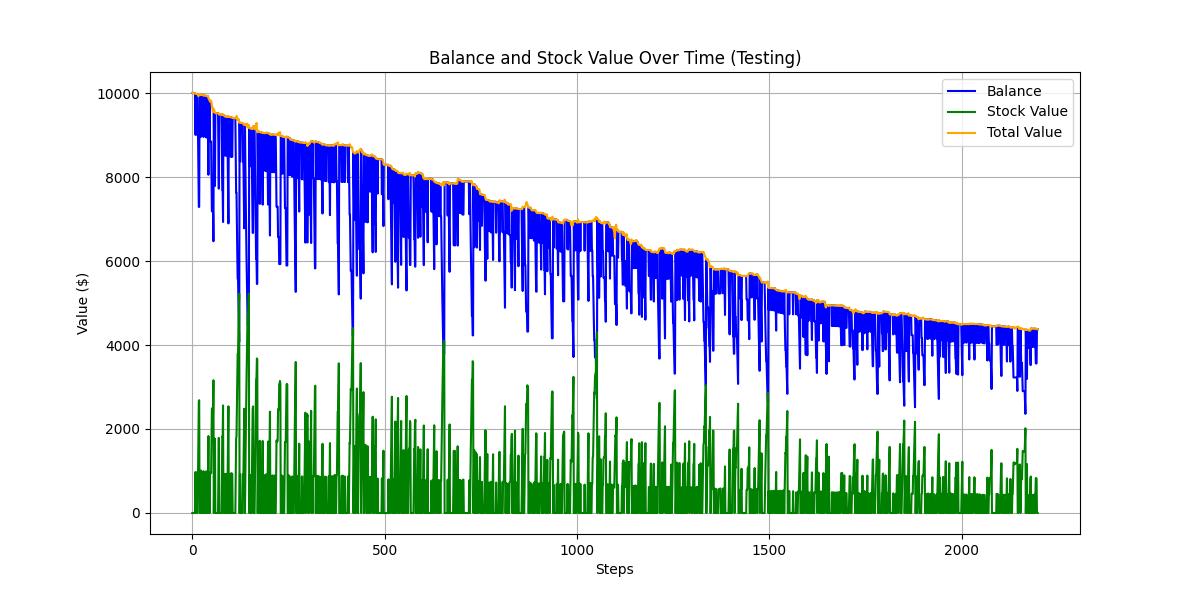 Balance and Stock Value Over Time (Testing)
Balance
Stock Value
Total Value
10000
8000
6000
4000
2000
0
Value ($)
0 500 1000 1500 2000
Steps